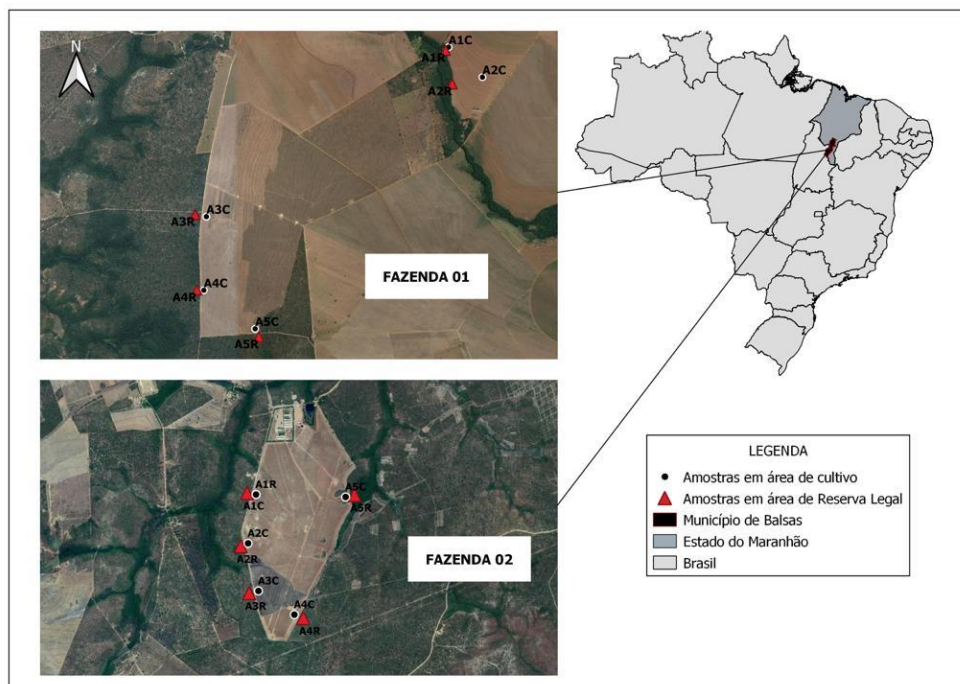 N
A1C
A1R
A2C
A2R
A3C
A3R
A4C
A4R
A5C
A5R
FAZENDA 01
A1R
A1C
A5C
A5R
A2C
A2R
A3C
A3R
A4C
A4R
FAZENDA 02
LEGENDA
Amostras em área de cultivo
Amostras em área de Reserva Legal
Município de Balsas
Estado do Maranhão
Brasil